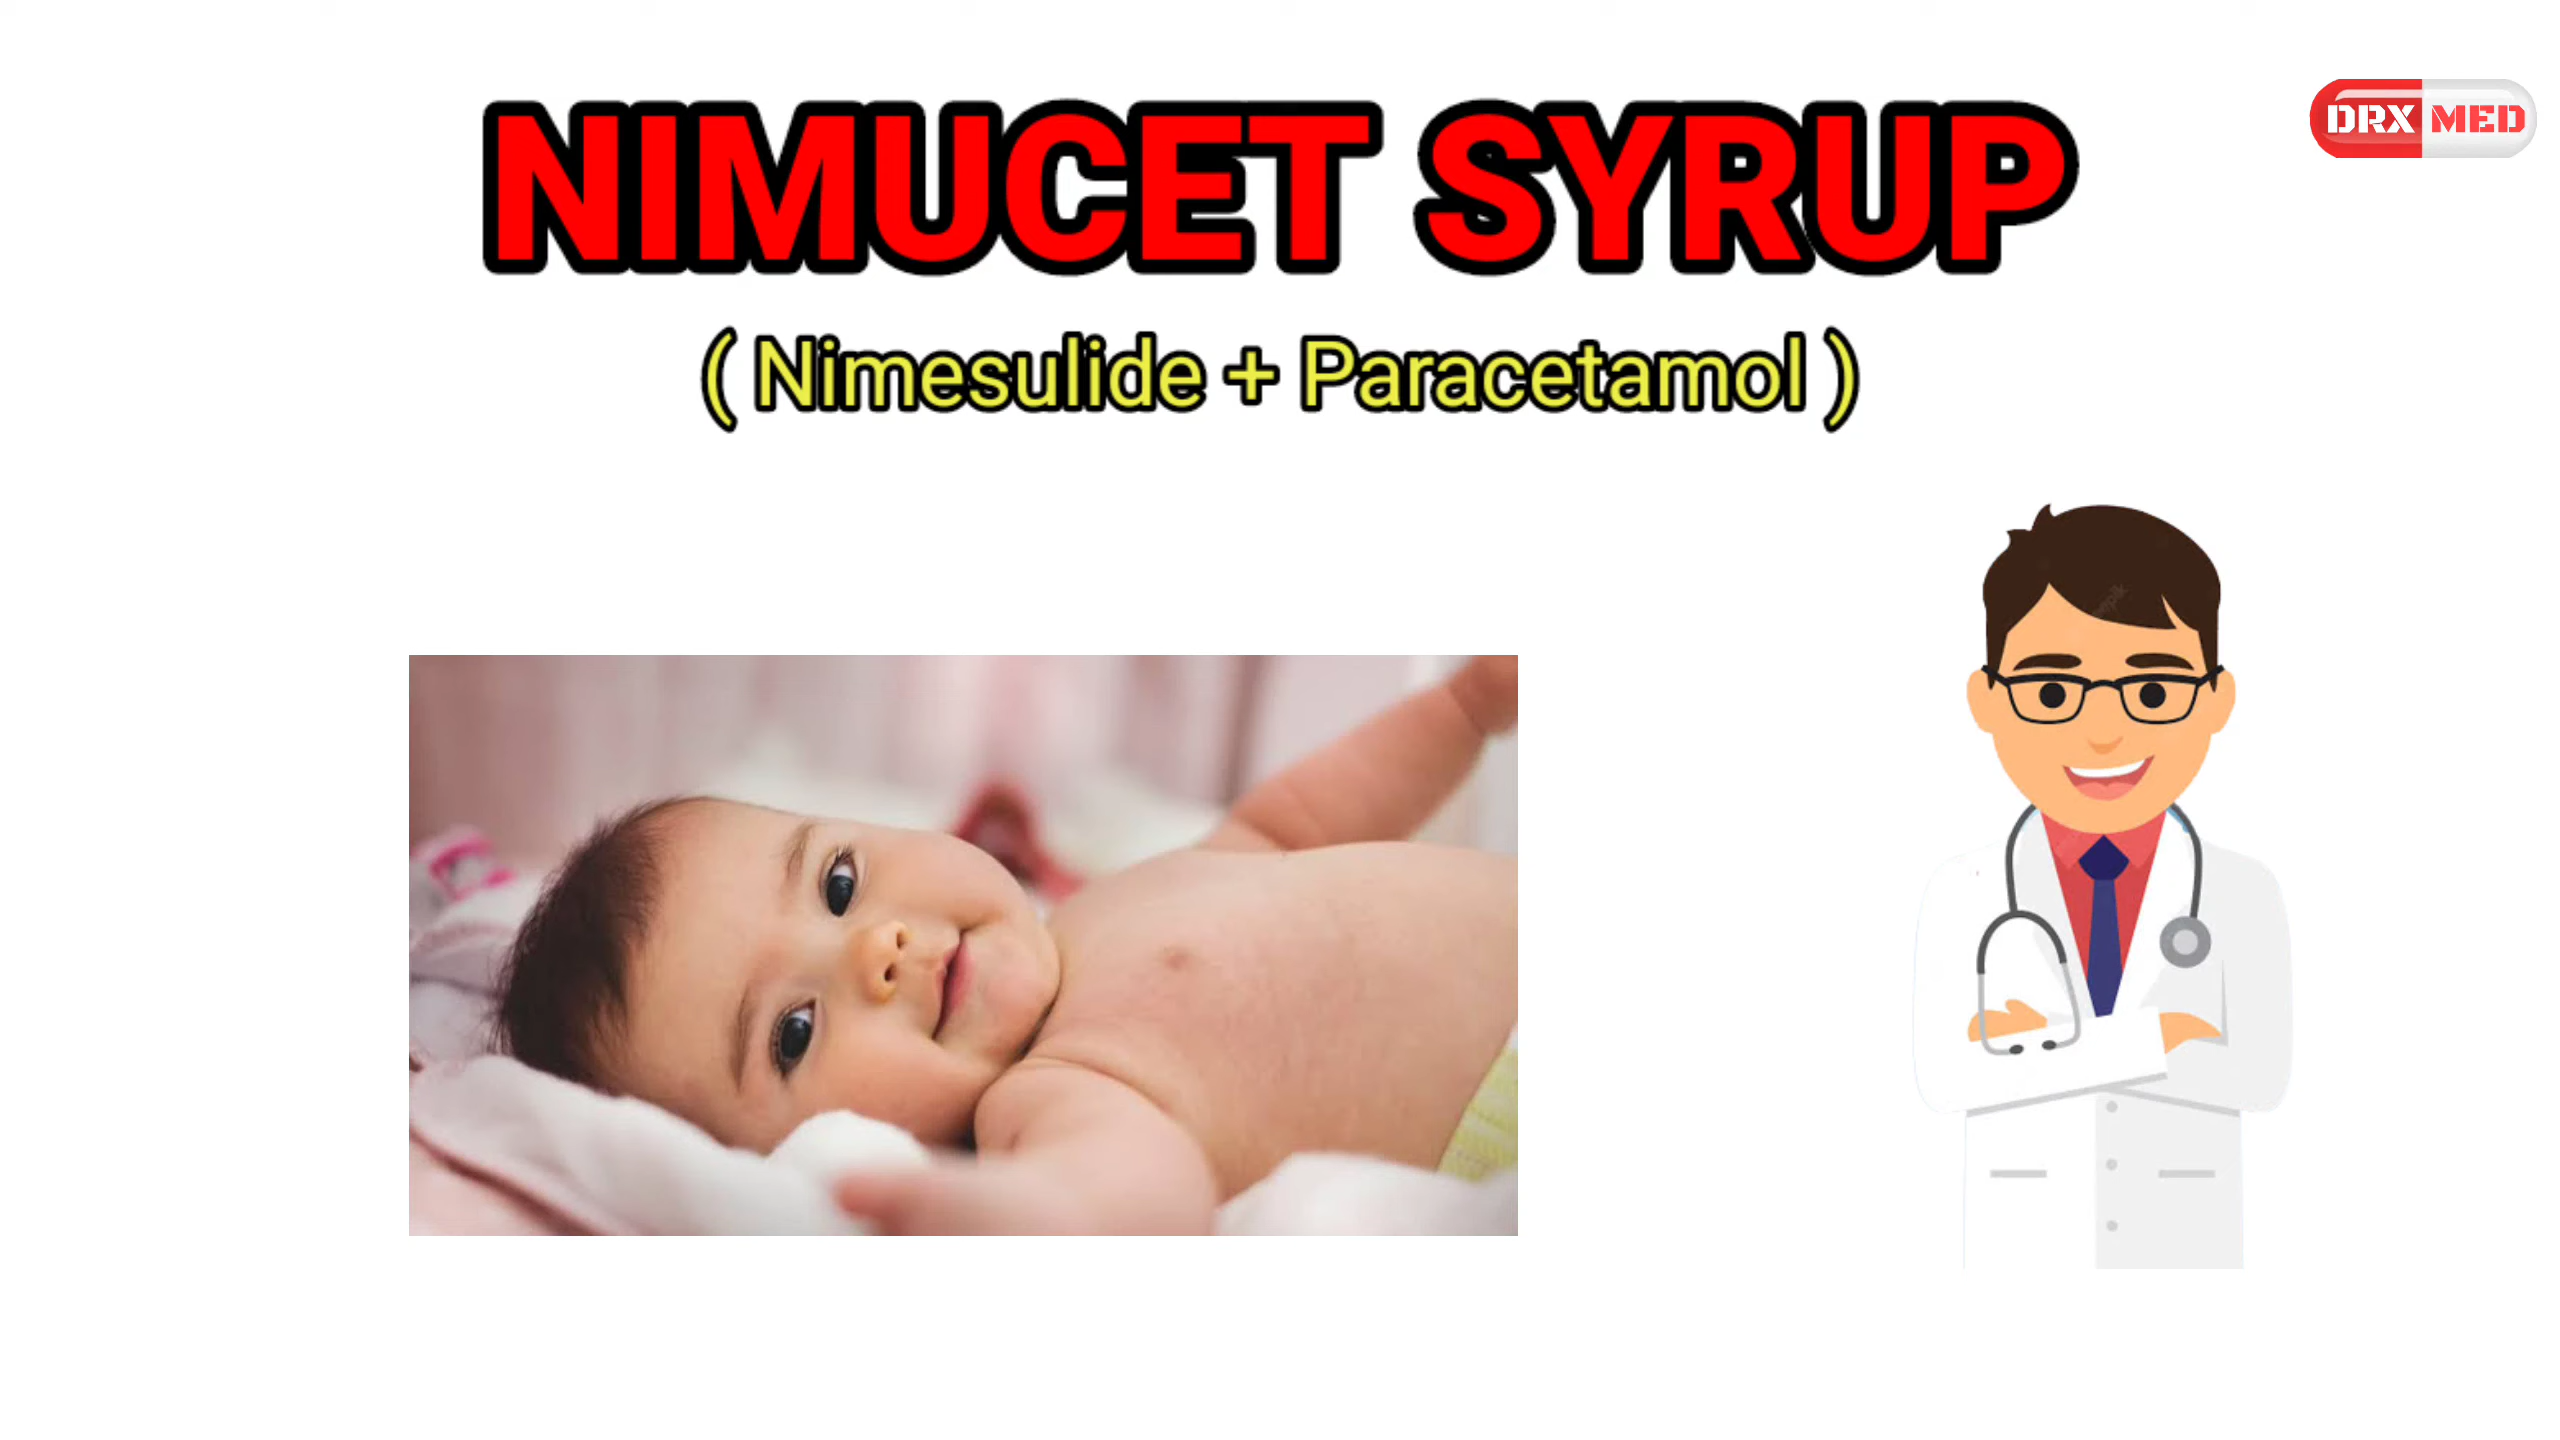 DRX MED
NIMUCET SYRUP
( Nimesulide + Paracetamol )